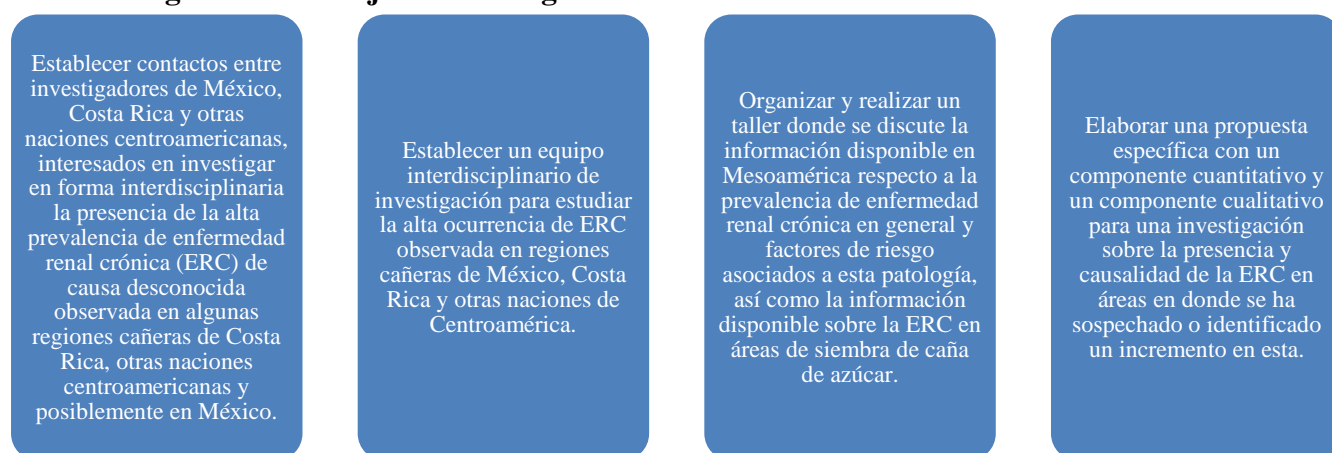 Establecer contactos entre
investigadores de México,
Costa Rica y otras
naciones centroamericanas,
interesados en investigar
en forma interdisciplinaria
la presencia de la alta
prevalencia de enfermedad
renal crónica (ERC) de
causa desconocida
observada en algunas
regiones cañeras de Costa
Rica, otras naciones
centroamericanas y
posiblemente en México.
Establecer un equipo
interdisciplinario de
investigación para estudiar
la alta ocurrencia de ERC
observada en regiones
cañeras de México, Costa
Rica y otras naciones de
Centroamérica.
Organizar y realizar un
taller donde se discute la
información disponible en
Mesoamérica respecto a la
prevalencia de enfermedad
renal crónica en general y
factores de riesgo
asociados a esta patología,
así como la información
disponible sobre la ERC en
áreas de siembra de caña
de azúcar.
Elaborar una propuesta
específica con un
componente cuantitativo y
un componente cualitativo
para una investigación
sobre la presencia y
causalidad de la ERC en
áreas en donde se ha
sospechado o identificado
un incremento en esta.